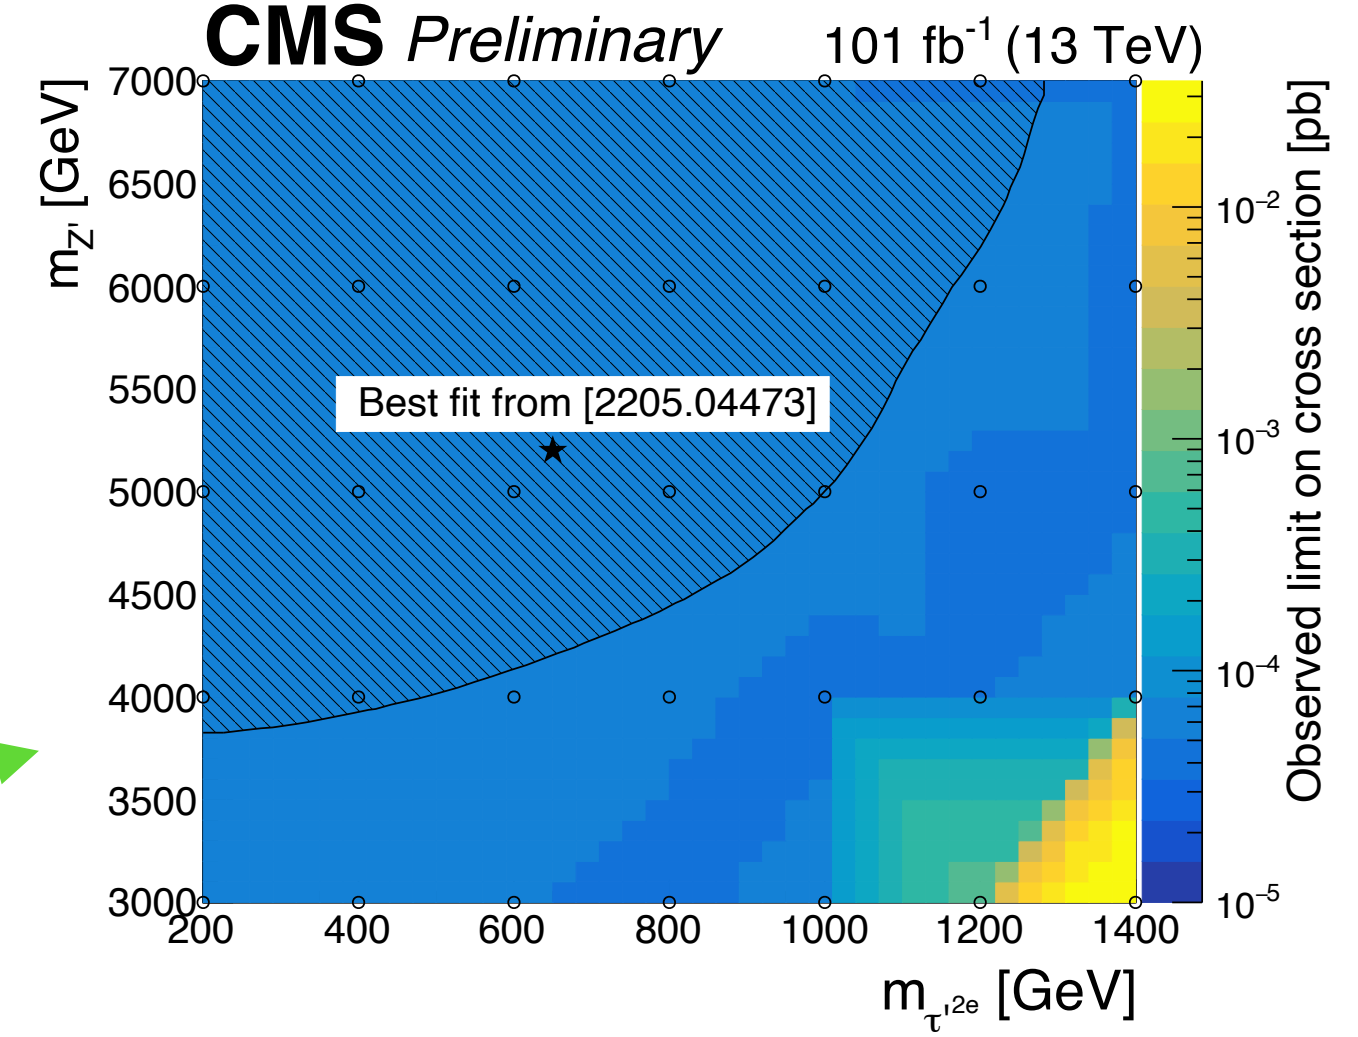 CMS Preliminary 101 fb⁻¹ (13 TeV)
m_Z' [GeV]
7000
6500
6000
5500
5000
4500
4000
3500
3000
Best fit from [2205.04473]
200 400 600 800 1000 1200 1400
m_τ'²ᵉ [GeV]
10⁻²
10⁻³
10⁻⁴
10⁻⁵
Observed limit on cross section [pb]